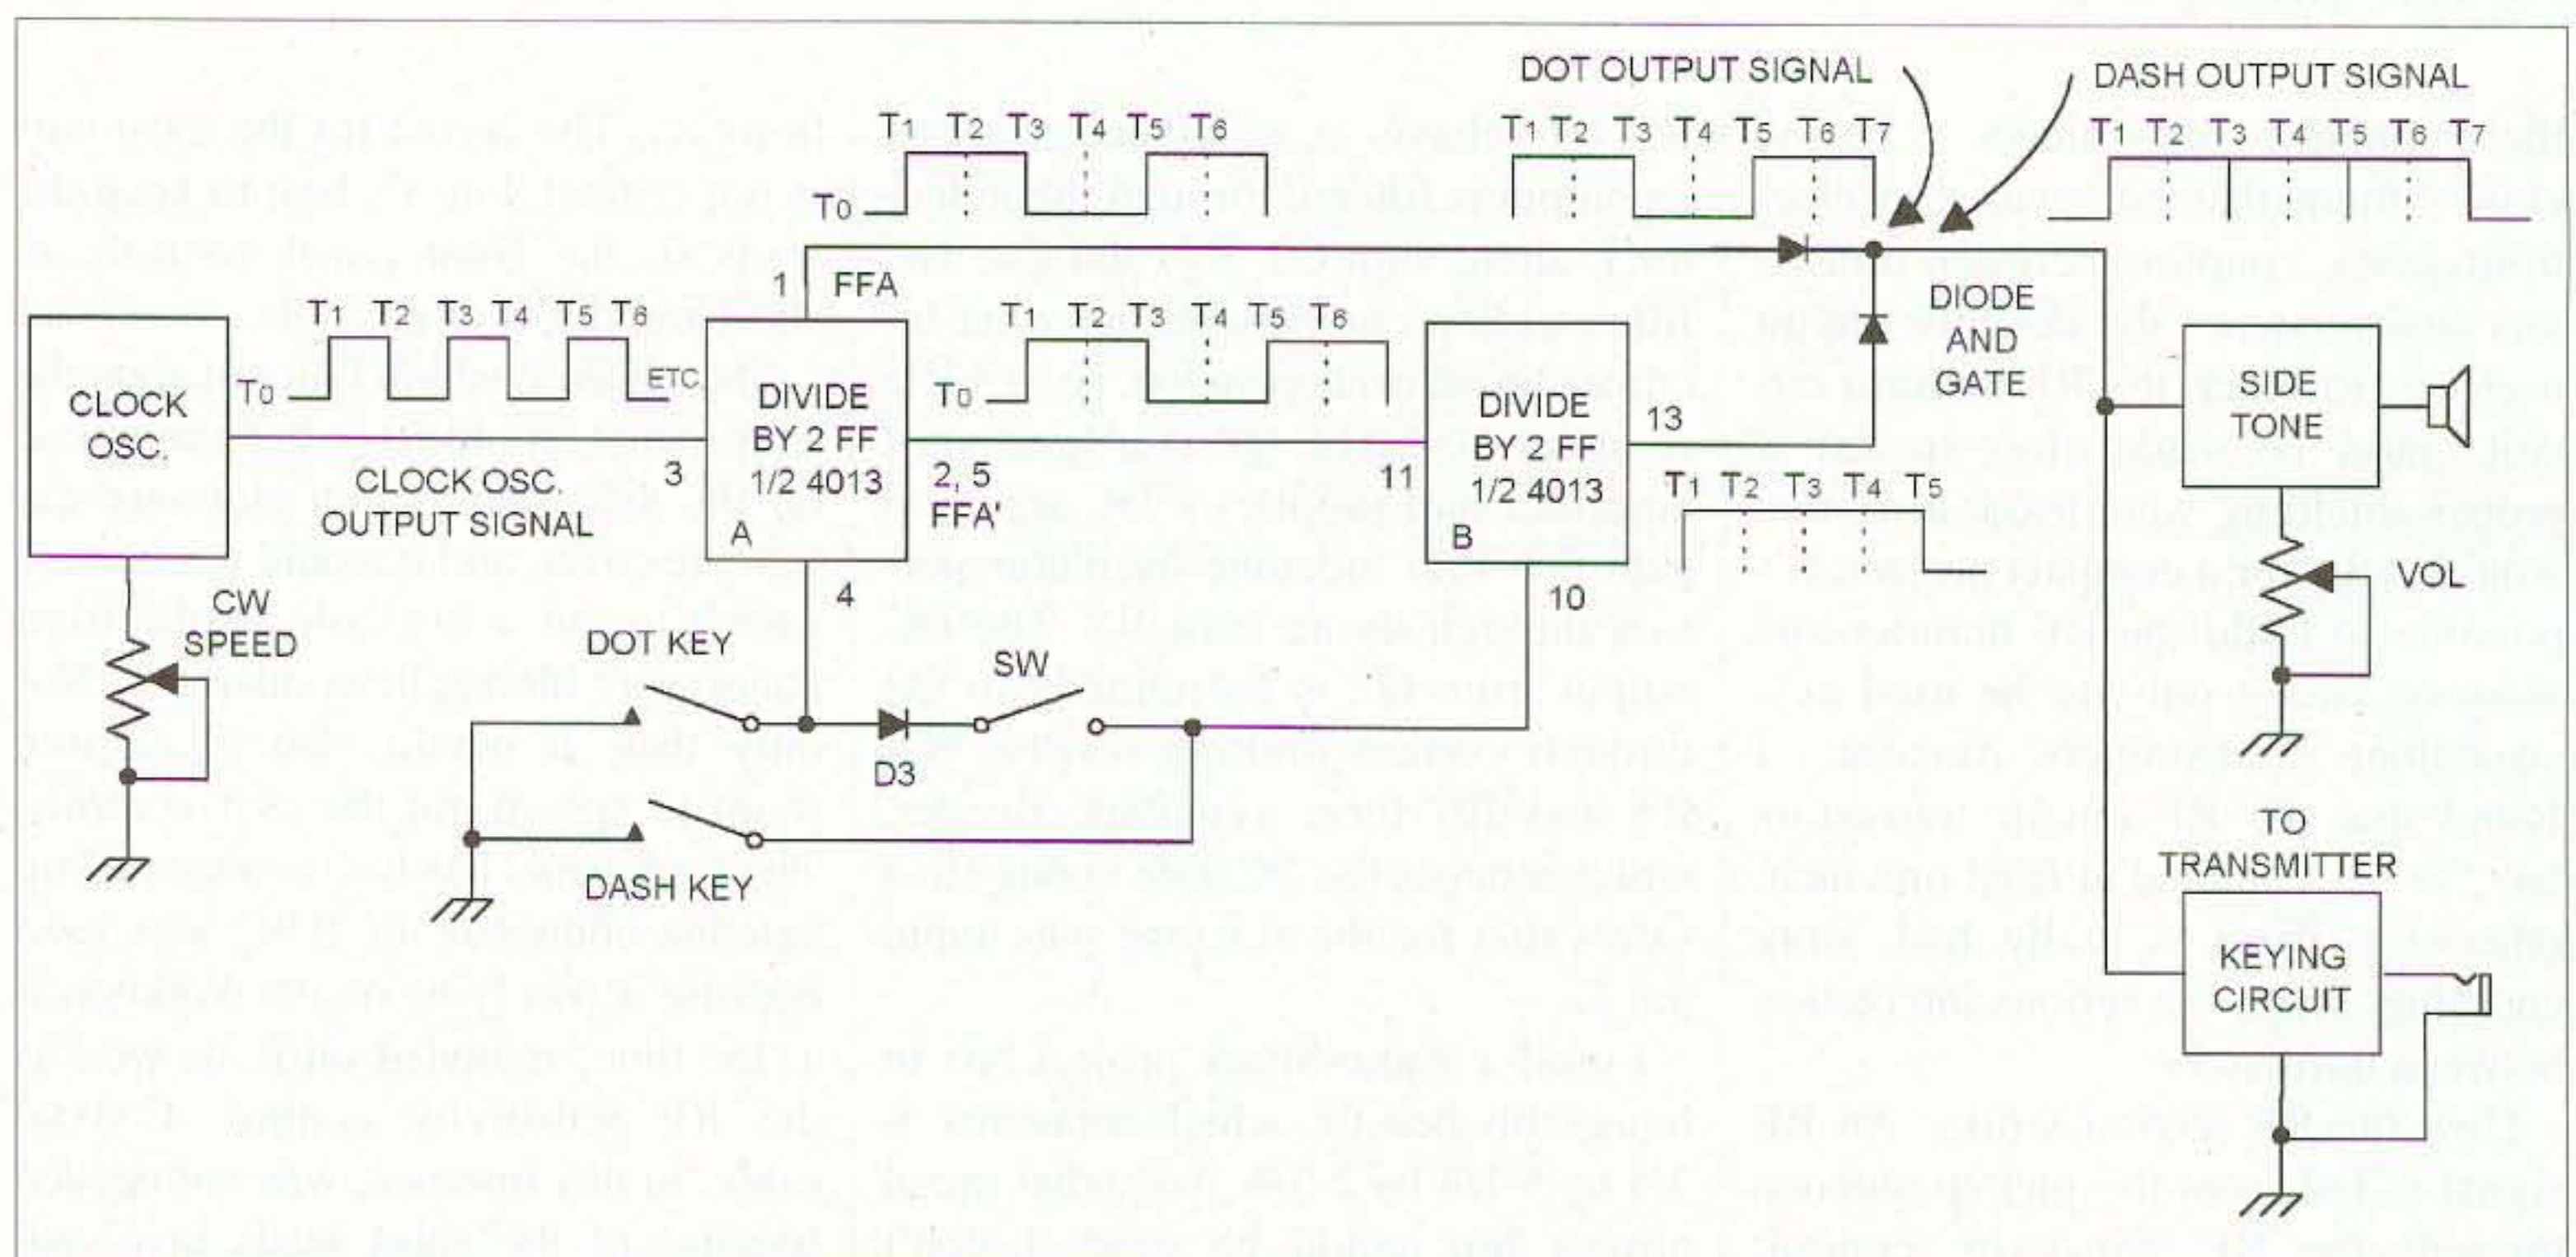 DOT OUTPUT SIGNAL
DASH OUTPUT SIGNAL
T1 T2 T3 T4 T5 T6
T0
T1 T2 T3 T4 T5 T6 T7
T1 T2 T3 T4 T5 T6 T7
1 FFA
DIODE
AND
GATE
T1 T2 T3 T4 T5 T6
T0
ETC.
CLOCK
OSC.
CLOCK OSC.
OUTPUT SIGNAL
3
DIVIDE
BY 2 FF
1/2 4013
A
4
T1 T2 T3 T4 T5 T6
T0
2, 5
FFA'
11
DIVIDE
BY 2 FF
1/2 4013
B
13
10
T1 T2 T3 T4 T5
SIDE
TONE
VOL
CW
SPEED
DOT KEY
SW
D3
DASH KEY
TO
TRANSMITTER
KEYING
CIRCUIT